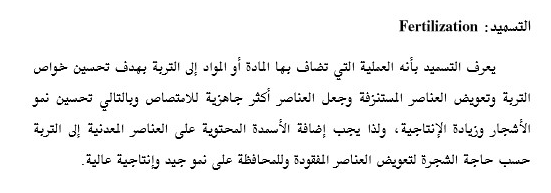 التسميد: Fertilization
يعرف التسميد بأنه العملية التي تضاف بها المادة أو المواد إلى التربة بهدف تحسين خواص
التربة وتعويض العناصر المستنزفة وجعل العناصر أكثر جاهزية للامتصاص وبالتالي تحسين نمو
الأشجار وزيادة الإنتاجية، ولذا يجب إضافة الأسمدة المحتوية على العناصر المعدنية إلى التربة
حسب حاجة الشجرة لتعويض العناصر المفقودة وللمحافظة على نمو جيد وإنتاجية عالية.